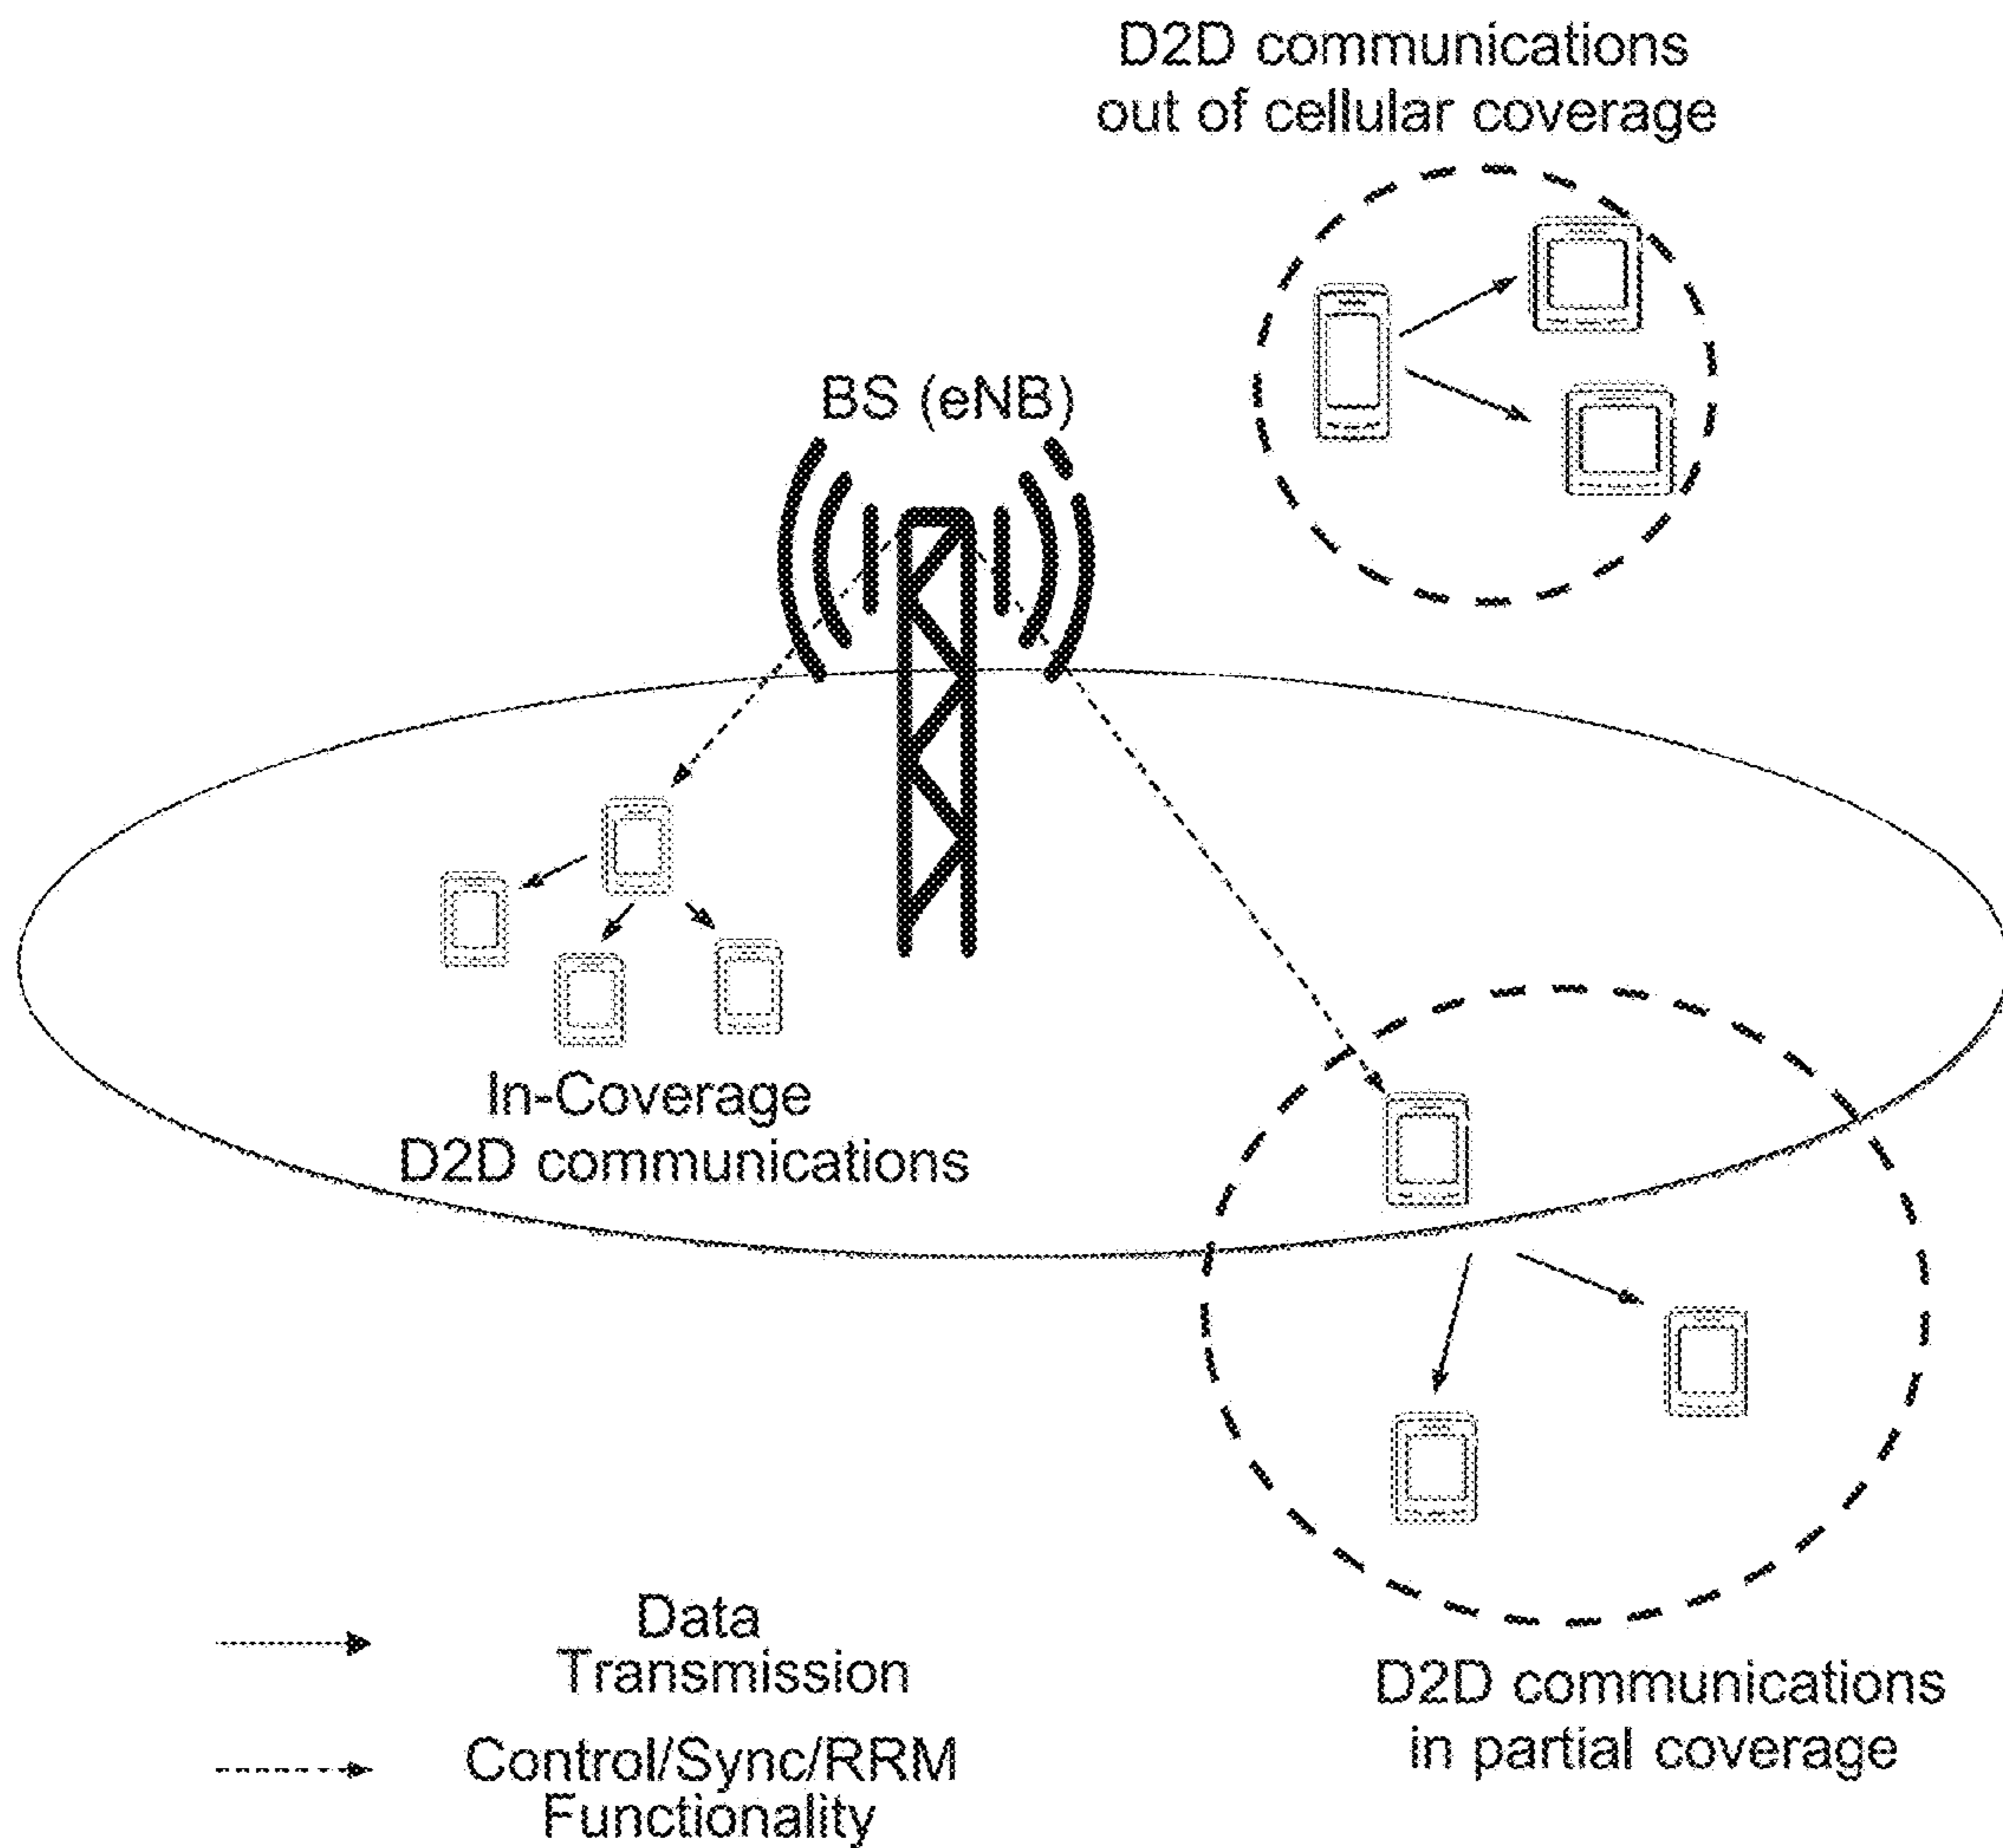 D2D communications
out of cellular coverage
BS (eNB)
In-Coverage
D2D communications
Data
Transmission
Control/Sync/RRM
Functionality
D2D communications
in partial coverage